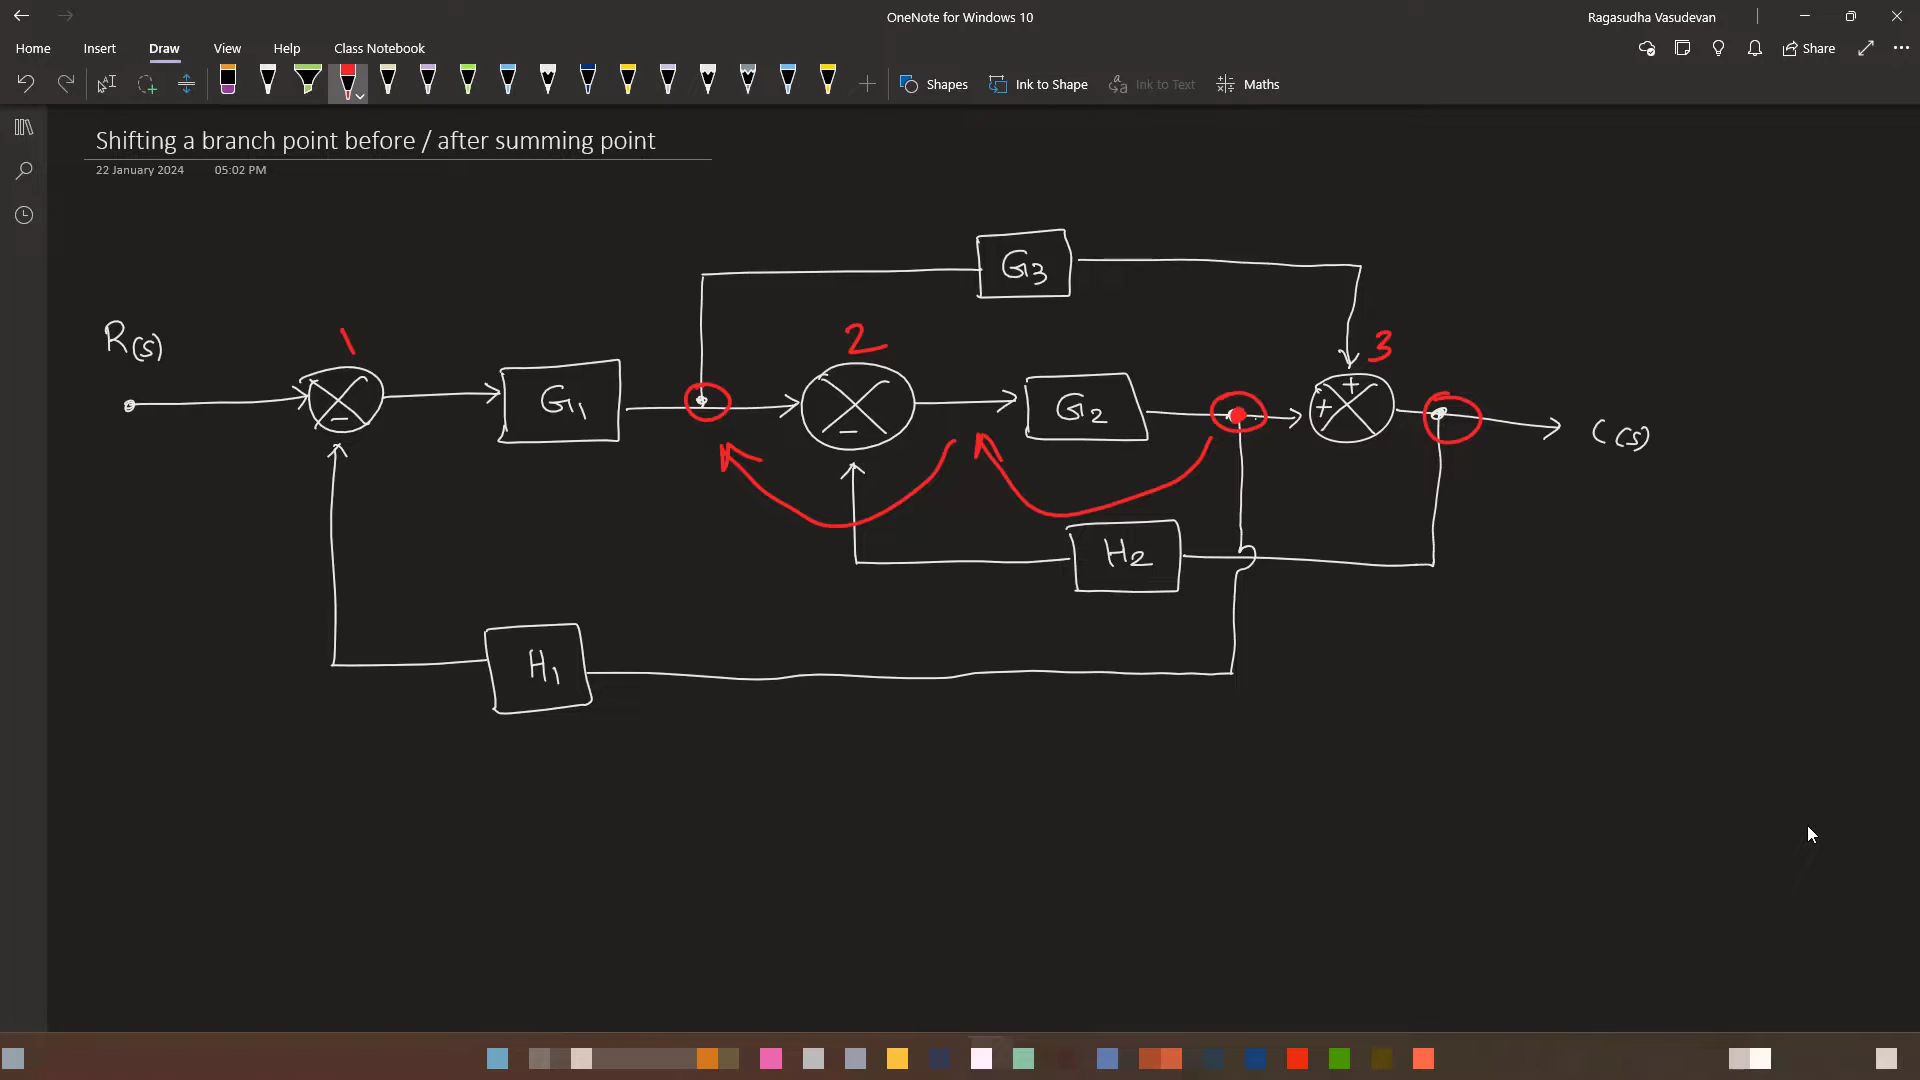 OneNote for Windows 10
Ragasudha Vasudevan
Home Insert Draw View Help Class Notebook
Share
Shapes Ink to Shape Ink to Text Maths
Shifting a branch point before / after summing point
22 January 2024 05:02 PM
G3
R(s)
1
2
3
G1
G2
C(s)
H2
H1